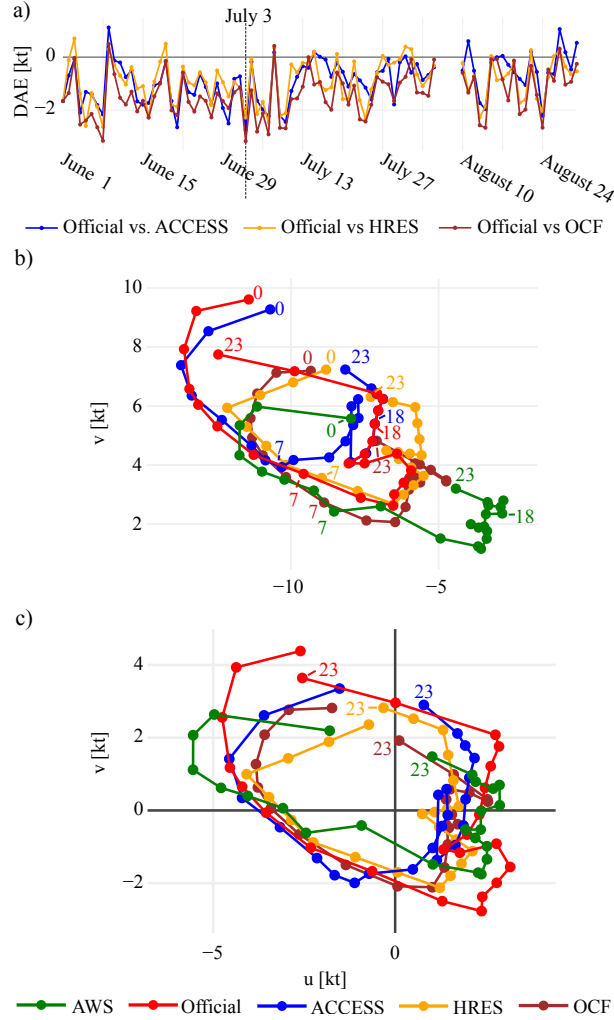 a)
July 3
DAE [kt]
0
−2
June 1
June 15
June 29
July 13
July 27
August 10
August 24
Official vs. ACCESS
Official vs HRES
Official vs OCF
b)
v [kt]
10
8
6
4
2
0
0
23
0
0
23
23
0
18
18
23
7
7
7
7
23
18
−10
−5
c)
v [kt]
4
2
0
−2
23
23
23
23
23
−5
0
u [kt]
AWS
Official
ACCESS
HRES
OCF